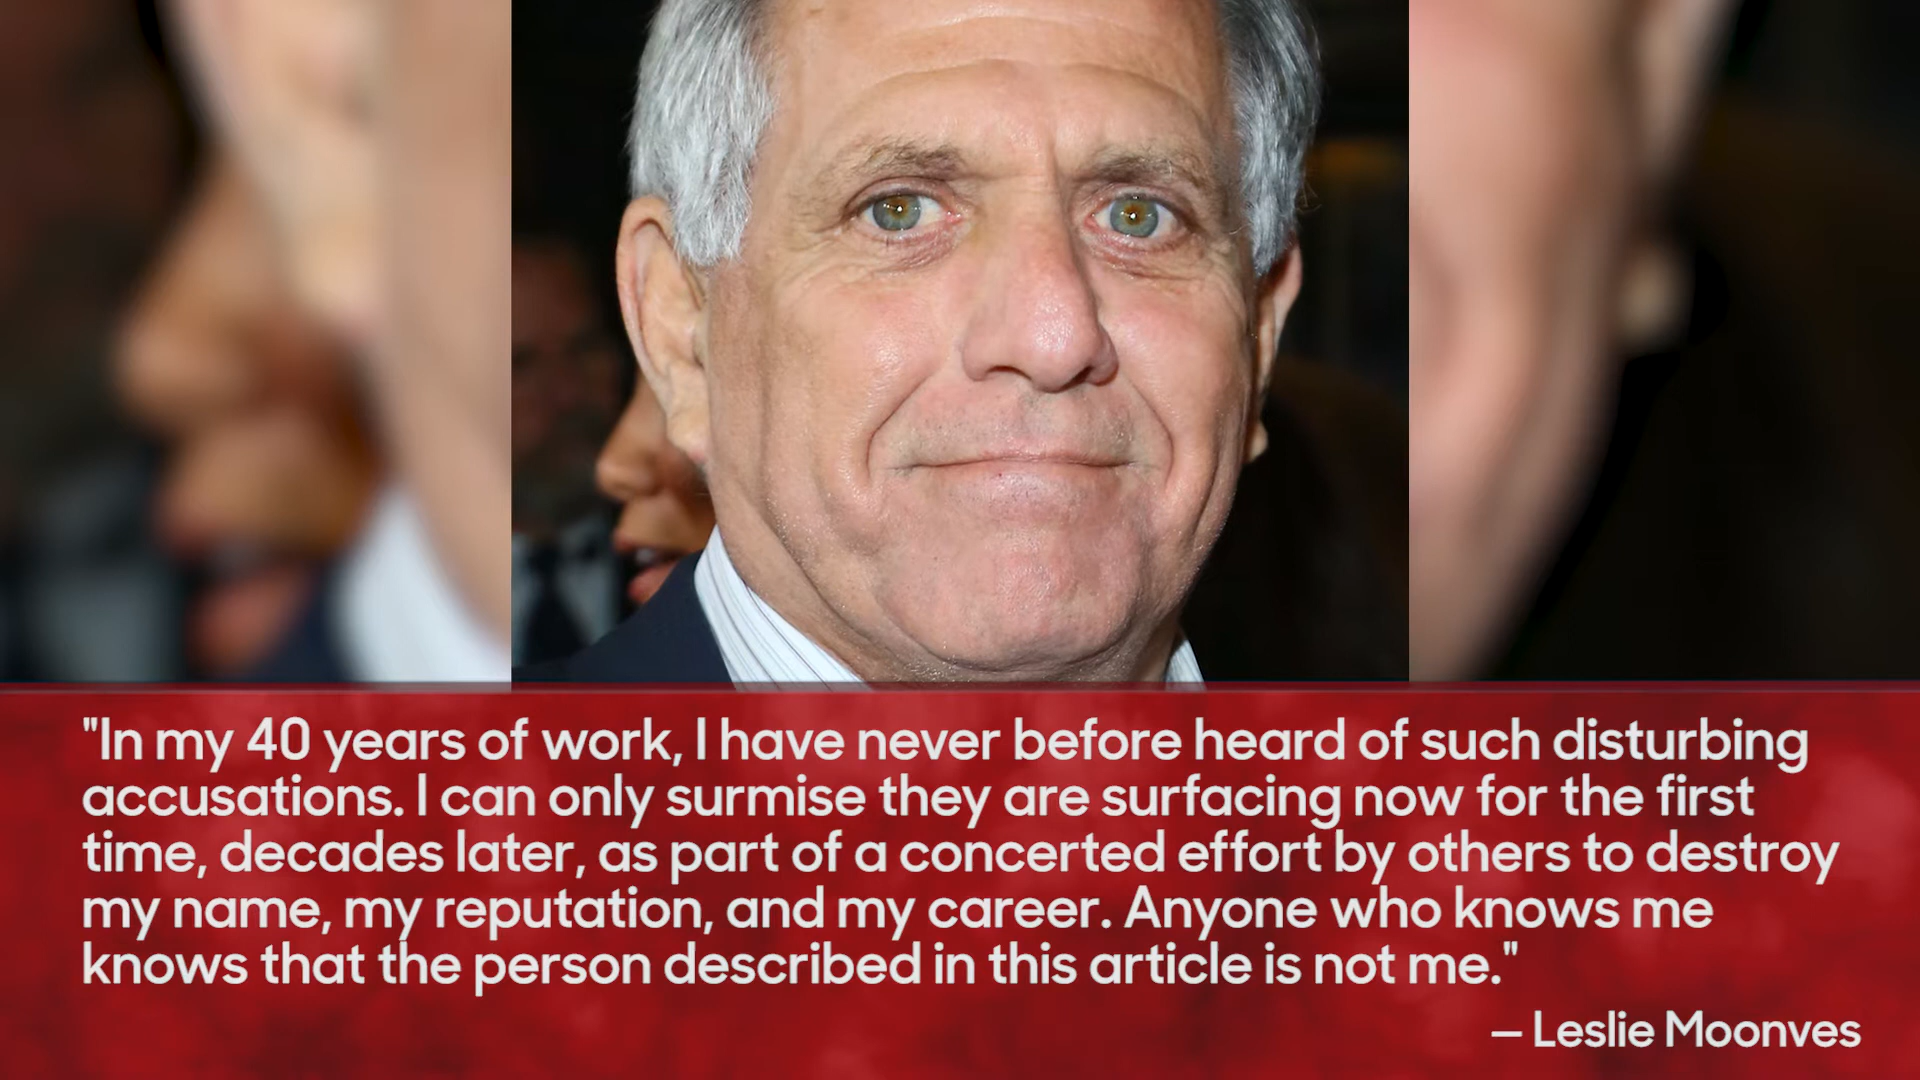 "In my 40 years of work, I have never before heard of such disturbing
accusations. I can only surmise they are surfacing now for the first
time, decades later, as part of a concerted effort by others to destroy
my name, my reputation, and my career. Anyone who knows me
knows that the person described in this article is not me."
– Leslie Moonves